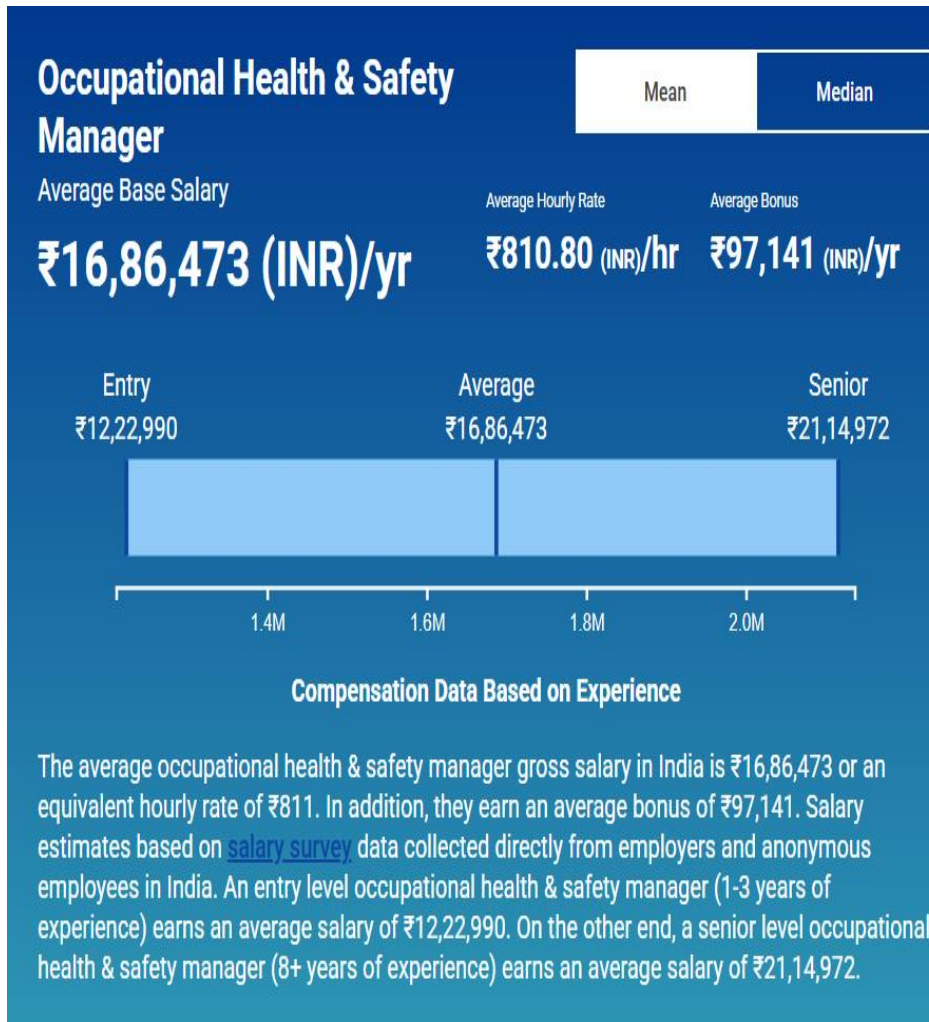 Occupational Health & Safety
Manager
Mean
Median
Average Base Salary
₹16,86,473 (INR)/yr
Average Hourly Rate
₹810.80 (INR)/hr
Average Bonus
₹97,141 (INR)/yr
Entry
₹12,22,990
Average
₹16,86,473
Senior
₹21,14,972
1.4M
1.6M
1.8M
2.0M
Compensation Data Based on Experience
The average occupational health & safety manager gross salary in India is ₹16,86,473 or an
equivalent hourly rate of ₹811. In addition, they earn an average bonus of ₹97,141. Salary
estimates based on salary survey data collected directly from employers and anonymous
employees in India. An entry level occupational health & safety manager (1-3 years of
experience) earns an average salary of ₹12,22,990. On the other end, a senior level occupational
health & safety manager (8+ years of experience) earns an average salary of ₹21,14,972.